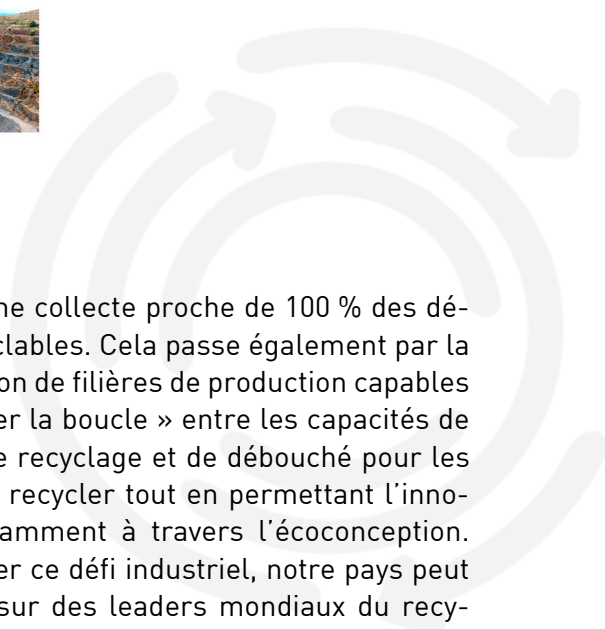 ne collecte proche de 100 % des dé-
clables. Cela passe également par la
on de filières de production capables
er la boucle » entre les capacités de
e recyclage et de débouché pour les
recycler tout en permettant l’inno-
amment à travers l’écoconception.
er ce défi industriel, notre pays peut
sur des leaders mondiaux du recy-